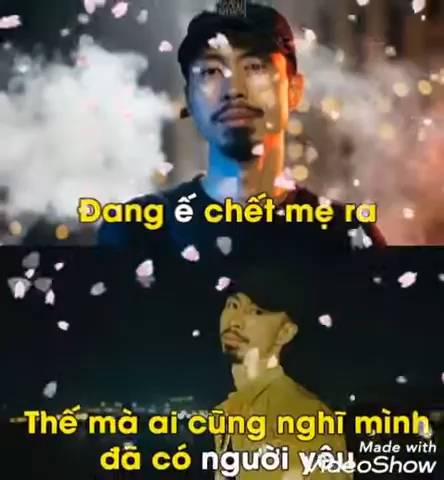 Đang ế chết mẹ ra
Thế mà ai cũng nghĩ mình
đã có người yêu
Made with
VideoShow